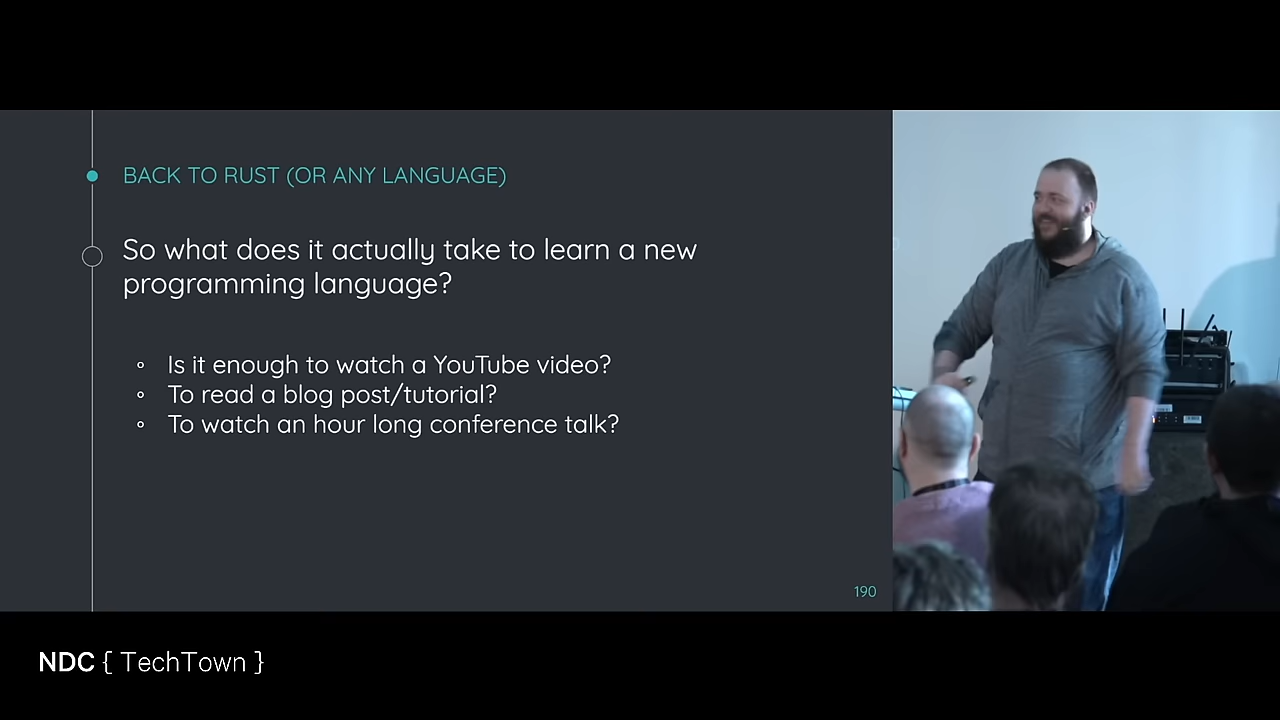 BACK TO RUST (OR ANY LANGUAGE)
So what does it actually take to learn a new
programming language?
Is it enough to watch a YouTube video?
To read a blog post/tutorial?
To watch an hour long conference talk?
190
NDC { TechTown }